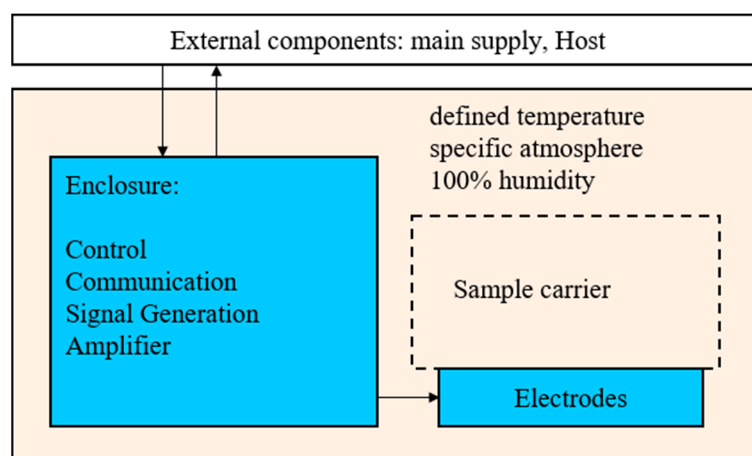 External components: main supply, Host
defined temperature
specific atmosphere
100% humidity
Enclosure:
Control
Communication
Signal Generation
Amplifier
Sample carrier
Electrodes